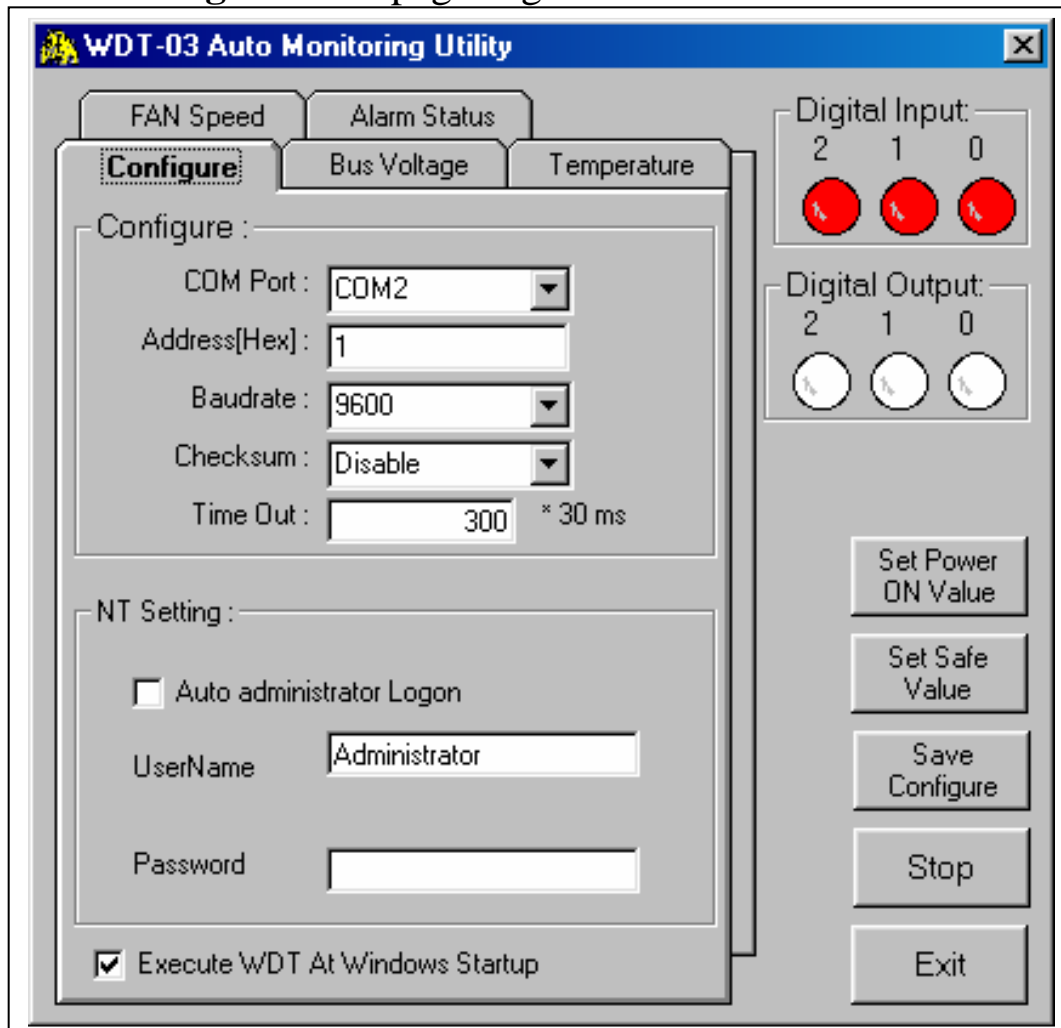 WDT-03 Auto Monitoring Utility
FAN Speed
Alarm Status
Configure
Bus Voltage
Temperature
Configure :
COM Port : COM2
Address[Hex] : 1
Baudrate : 9600
Checksum : Disable
Time Out : 300 * 30 ms
NT Setting :
Auto administrator Logon
UserName Administrator
Password
Execute WDT At Windows Startup
Digital Input:
2 1 0
Digital Output:
2 1 0
Set Power
ON Value
Set Safe
Value
Save
Configure
Stop
Exit